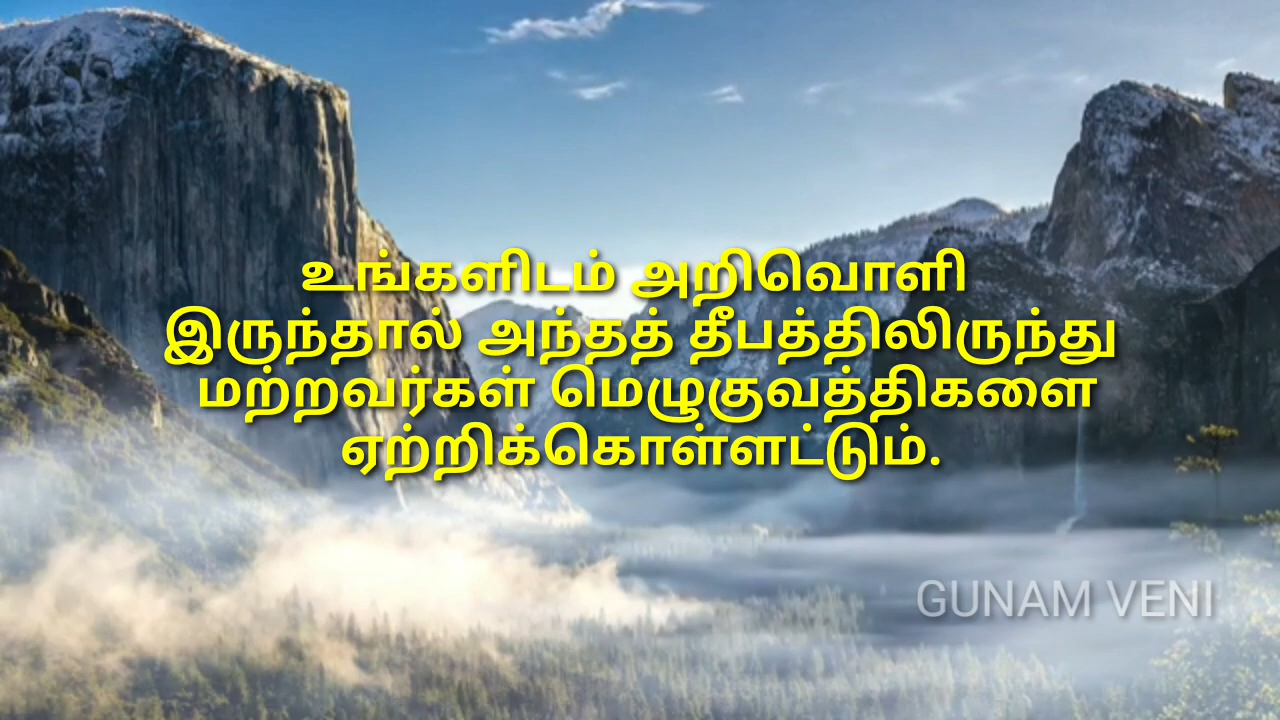 உங்களிடம் அறிவொளி
இருந்தால் அந்தத் தீபத்திலிருந்து
மற்றவர்கள் மெழுகுவத்திகளை
ஏற்றிக்கொள்ளட்டும்.
GUNAM VENI